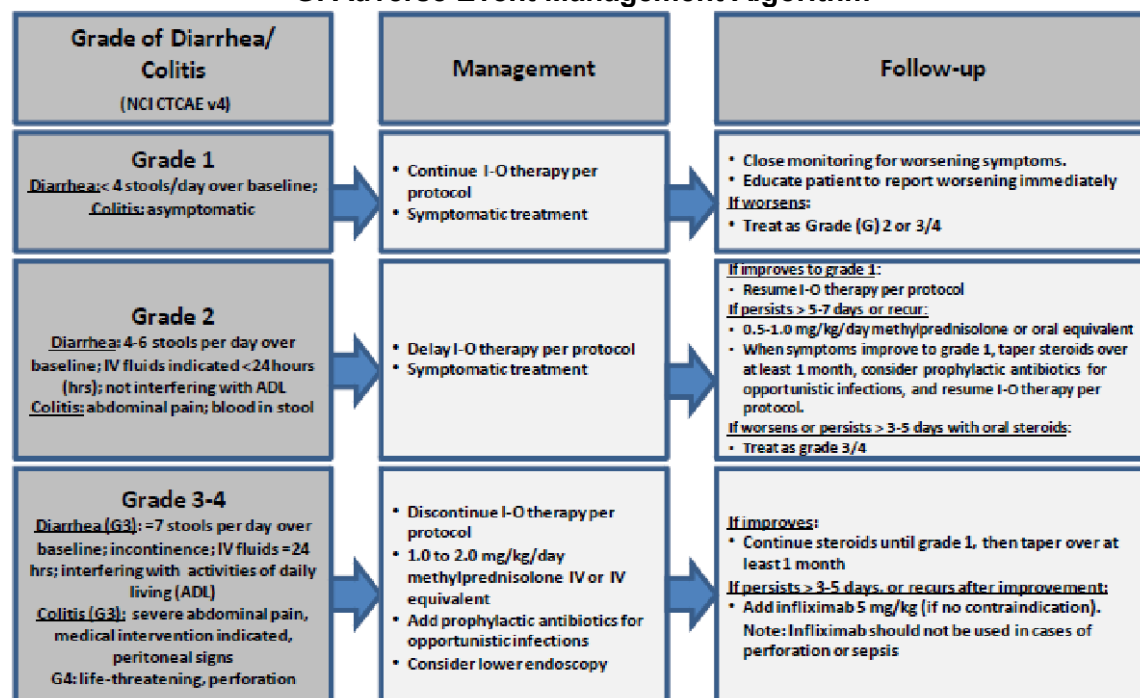 Grade of Diarrhea/
Colitis
(NCI CTCAE v4)
Management
Follow-up
Grade 1
Diarrhea:< 4 stools/day over baseline;
Colitis: asymptomatic
• Continue I-O therapy per
protocol
• Symptomatic treatment
• Close monitoring for worsening symptoms.
• Educate patient to report worsening immediately
If worsens:
• Treat as Grade (G) 2 or 3/4
Grade 2
Diarrhea: 4-6 stools per day over
baseline; IV fluids indicated <24 hours
(hrs); not interfering with ADL
Colitis: abdominal pain; blood in stool
• Delay I-O therapy per protocol
• Symptomatic treatment
If improves to grade 1:
• Resume I-O therapy per protocol
If persists > 5-7 days or recur:
• 0.5-1.0 mg/kg/day methylprednisolone or oral equivalent
• When symptoms improve to grade 1, taper steroids over
at least 1 month, consider prophylactic antibiotics for
opportunistic infections, and resume I-O therapy per
protocol.
If worsens or persists > 3-5 days with oral steroids:
• Treat as grade 3/4
Grade 3-4
Diarrhea (G3): =7 stools per day over
baseline; incontinence; IV fluids =24
hrs; interfering with activities of daily
living (ADL)
Colitis (G3): severe abdominal pain,
medical intervention indicated,
peritoneal signs
G4: life-threatening, perforation
• Discontinue I-O therapy per
protocol
• 1.0 to 2.0 mg/kg/day
methylprednisolone IV or IV
equivalent
• Add prophylactic antibiotics for
opportunistic infections
• Consider lower endoscopy
If improves:
• Continue steroids until grade 1, then taper over at
least 1 month
If persists > 3-5 days, or recurs after improvement:
• Add infliximab 5 mg/kg (if no contraindication).
Note: Infliximab should not be used in cases of
perforation or sepsis